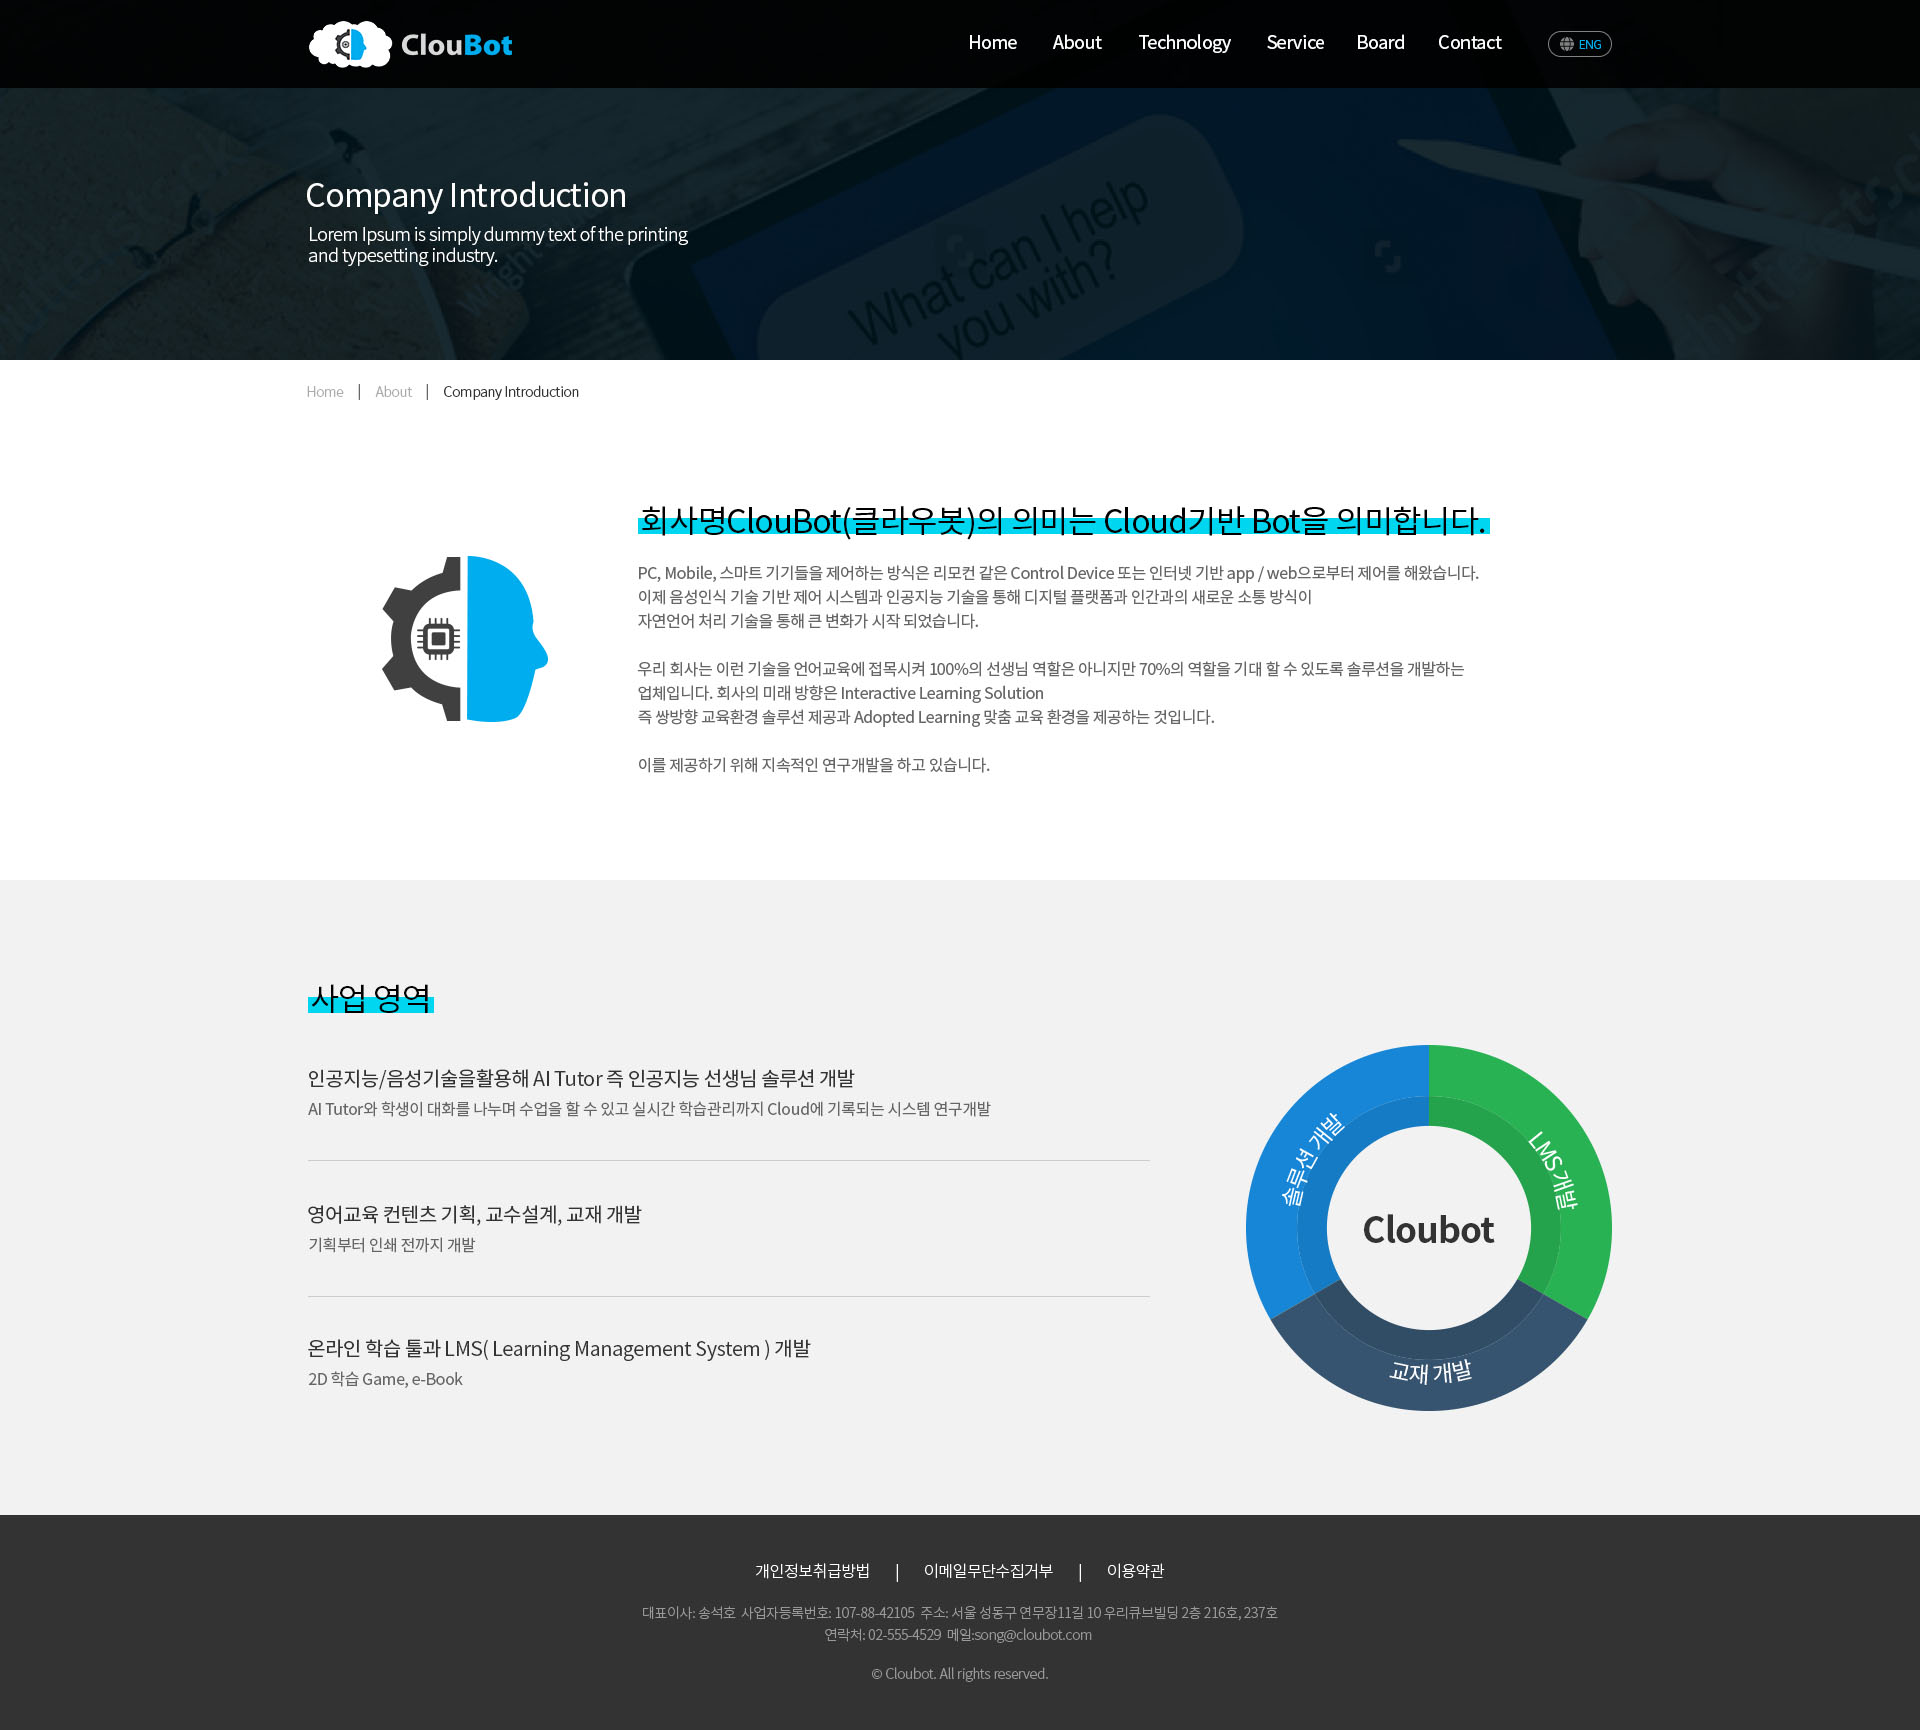 ClouBot
Home About Technology Service Board Contact ENG
Company Introduction
Lorem Ipsum is simply dummy text of the printing
and typesetting industry.
What can I help
you with?
Home | About | Company Introduction
회사명ClouBot(클라우봇)의 의미는 Cloud기반 Bot을 의미합니다.
PC, Mobile, 스마트 기기들을 제어하는 방식은 리모컨 같은 Control Device 또는 인터넷 기반 app / web으로부터 제어를 해왔습니다.
이제 음성인식 기술 기반 제어 시스템과 인공지능 기술을 통해 디지털 플랫폼과 인간과의 새로운 소통 방식이
자연언어 처리 기술을 통해 큰 변화가 시작 되었습니다.
우리 회사는 이런 기술을 언어교육에 접목시켜 100%의 선생님 역할은 아니지만 70%의 역할을 기대 할 수 있도록 솔루션을 개발하는
업체입니다. 회사의 미래 방향은 Interactive Learning Solution
즉 쌍방향 교육환경 솔루션 제공과 Adopted Learning 맞춤 교육 환경을 제공하는 것입니다.
이를 제공하기 위해 지속적인 연구개발을 하고 있습니다.
사업 영역
인공지능/음성기술을활용해 AI Tutor 즉 인공지능 선생님 솔루션 개발
AI Tutor와 학생이 대화를 나누며 수업을 할 수 있고 실시간 학습관리까지 Cloud에 기록되는 시스템 연구개발
영어교육 컨텐츠 기획, 교수설계, 교재 개발
기획부터 인쇄 전까지 개발
온라인 학습 툴과 LMS( Learning Management System ) 개발
2D 학습 Game, e-Book
솔루션 개발
LMS 개발
Cloubot
교재 개발
개인정보취급방법 | 이메일무단수집거부 | 이용약관
대표이사: 송석호 사업자등록번호: 107-88-42105 주소: 서울 성동구 연무장11길 10 우리큐브빌딩 2층 216호, 237호
연락처: 02-555-4529 메일:song@cloubot.com
© Cloubot. All rights reserved.